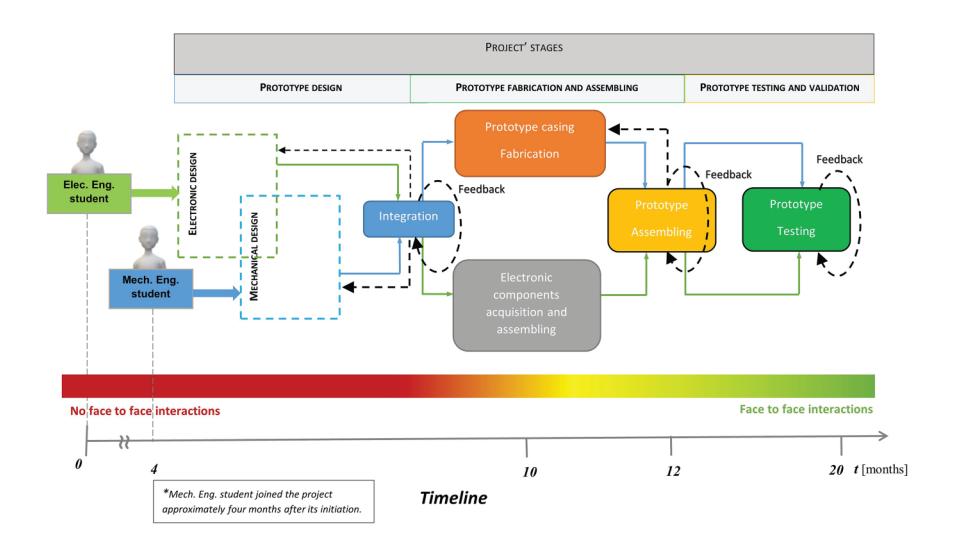 PROJECT' STAGES
PROTOTYPE DESIGN
PROTOTYPE FABRICATION AND ASSEMBLING
PROTOTYPE TESTING AND VALIDATION
Elec. Eng.
student
Mech. Eng.
student
ELECTRONIC DESIGN
MECHANICAL DESIGN
Integration
Feedback
Prototype casing
Fabrication
Electronic
components
acquisition and
assembling
Prototype
Assembling
Feedback
Prototype
Testing
Feedback
No face to face interactions
Face to face interactions
0
4
10
12
20 t [months]
*Mech. Eng. student joined the project
approximately four months after its initiation.
Timeline